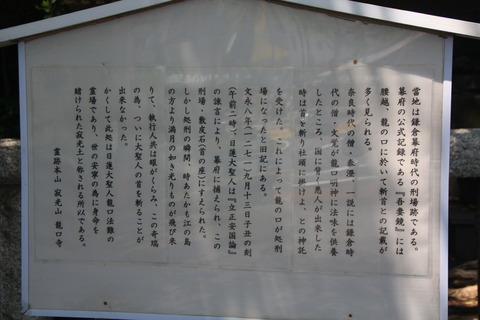 當地は鎌倉幕府時代の刑場跡である。鎌倉
幕府の公式記録である『吾妻鏡』には
腰越、龍の口に於いて斬首との記載が
多く見られる。
奈良時代の僧・泰澄、一説には鎌倉時
代の僧・文覚が龍口明神に法味を供養
したところ、国に背く悪人が出来した
時は首を斬り社頭に掛けよ、との神託
を受けた。これによって龍の口が処刑
場になったと旧記にある。
文永八年(一二七一)九月十三日子丑の刻
(午前二時)、日蓮大聖人は『立正安国論』
の諫言により、幕府に捕えられ、この
刑場・敷皮石(首の座)にすえられた。
しかし処刑の瞬間、時あたかも江の島
の方より満月の如き光りものが飛び来
りて、執行人共は眼がくらみ、この奇瑞
の為、ついに大聖人の首を斬ることが
出来なかった。
かくして此処は日蓮大聖人龍口法難の
霊場であり、世の安寧の為に身命を
賭けられた寂光土と称される所以である。
霊跡本山 寂光山 龍口寺